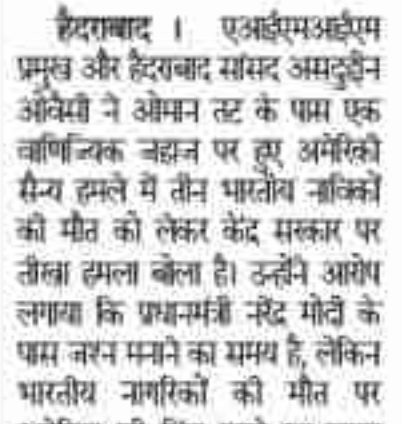 हैदराबाद । एआईएमआईएम
प्रमुख और हैदराबाद सांसद असदुद्दीन
ओवैसी ने ओमान तट के पास एक
वाणिज्यिक जहाज पर हुए अमेरिकी
सैन्य हमले में तीन भारतीय नाविकों
की मौत को लेकर केंद्र सरकार पर
तीखा हमला बोला है। उन्होंने आरोप
लगाया कि प्रधानमंत्री नरेंद्र मोदी के
पास जश्न मनाने का समय है, लेकिन
भारतीय नागरिकों की मौत पर